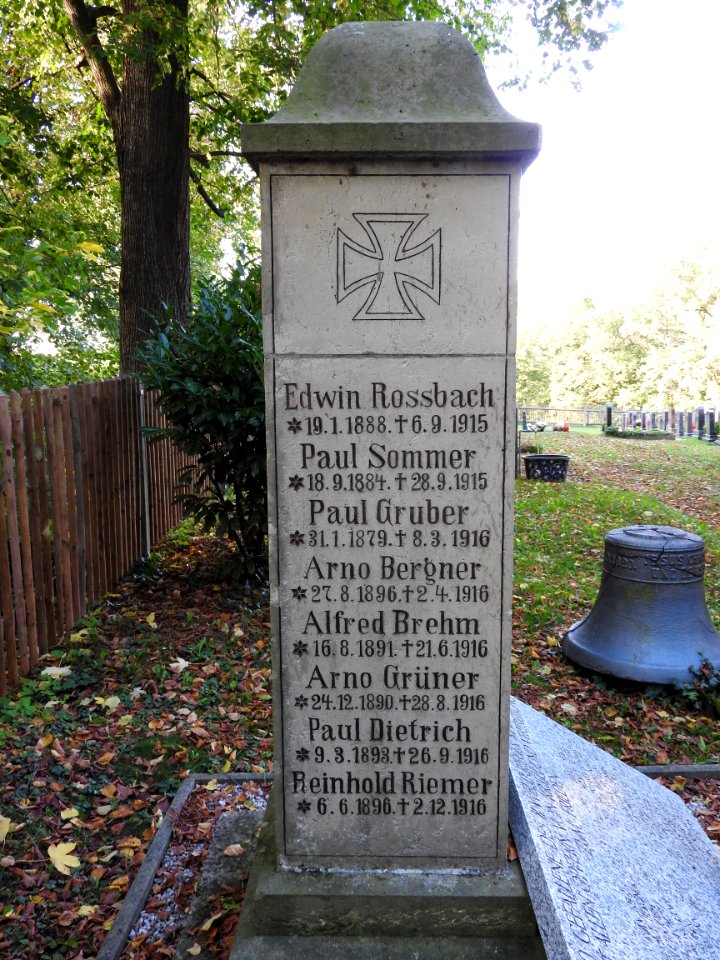 Edwin Rossbach
* 19.1.1888. † 6.9.1915
Paul Sommer
* 18.9.1884. † 28.9.1915
Paul Gruber
* 31.1.1879. † 8.3.1916
Arno Bergner
* 27.8.1896. † 2.4.1916
Alfred Brehm
* 16.8.1891. † 21.6.1916
Arno Grüner
* 24.12.1890. † 28.8.1916
Paul Dietrich
* 9.3.1893. † 26.9.1916
Reinhold Riemer
* 6.6.1896. † 2.12.1916